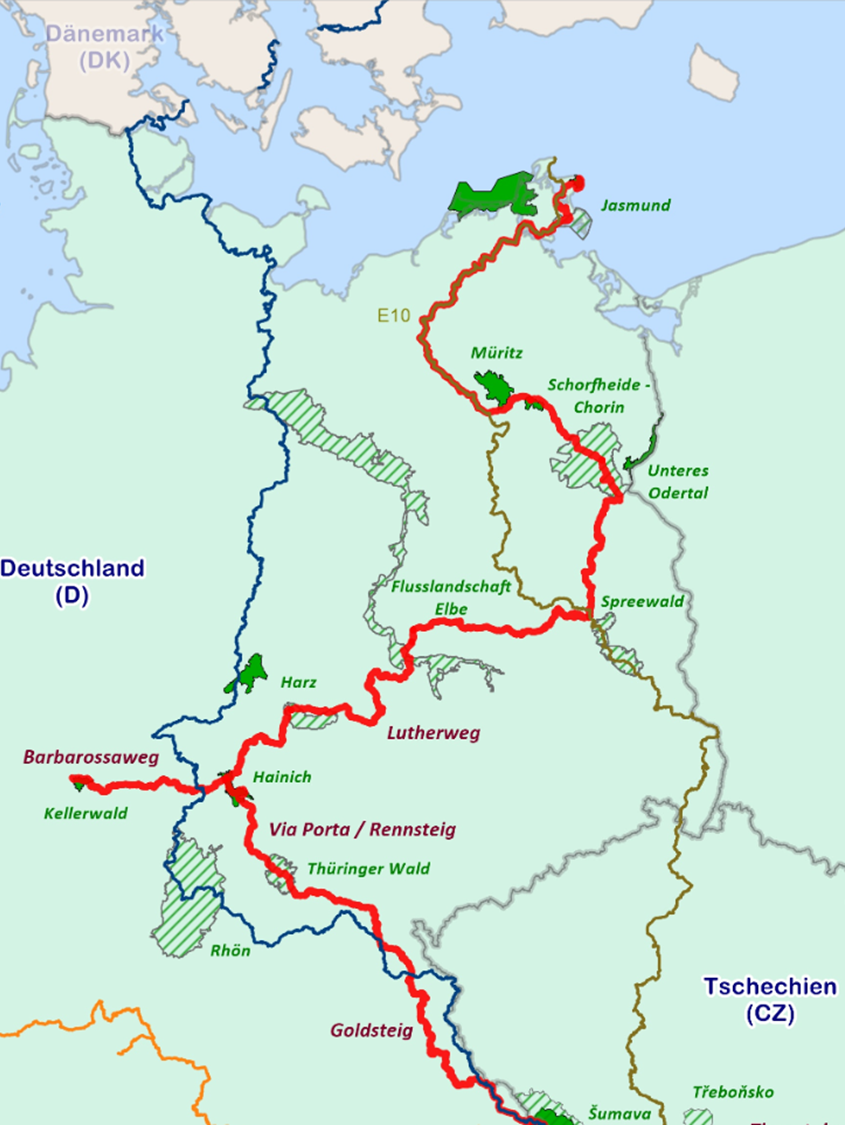 Dänemark
(DK)
Jasmund
E10
Müritz
Schorfheide -
Chorin
Unteres
Odertal
Deutschland
(D)
Flusslandschaft
Elbe
Spreewald
Harz
Lutherweg
Barbarossaweg
Hainich
Kellerwald
Via Porta / Rennsteig
Thüringer Wald
Rhön
Tschechien
(CZ)
Goldsteig
Třeboňsko
Šumava